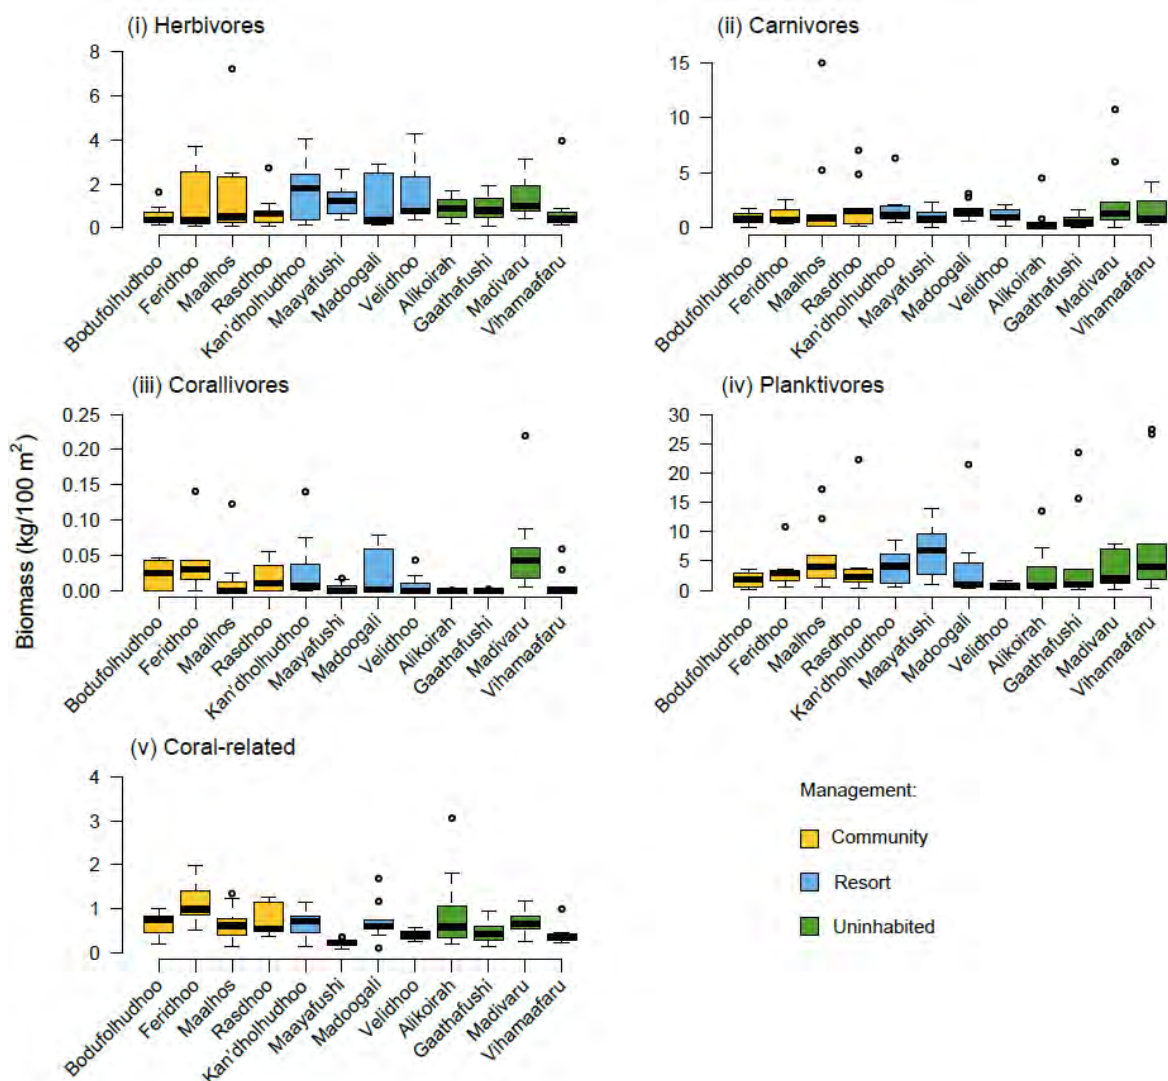 (i) Herbivores
8
6
4
2
0
Bodufolhudhoo
Feridhoo
Maalhos
Rasdhoo
Kan'dholhudhoo
Maayafushi
Madoogali
Velidhoo
Alikoirah
Gaathafushi
Madivaru
Vihamaafaru
(ii) Carnivores
15
10
5
0
Bodufolhudhoo
Feridhoo
Maalhos
Rasdhoo
Kan'dholhudhoo
Maayafushi
Madoogali
Velidhoo
Alikoirah
Gaathafushi
Madivaru
Vihamaafaru
Biomass (kg/100 m²)
(iii) Corallivores
0.25
0.20
0.15
0.10
0.05
0.00
Bodufolhudhoo
Feridhoo
Maalhos
Rasdhoo
Kan'dholhudhoo
Maayafushi
Madoogali
Velidhoo
Alikoirah
Gaathafushi
Madivaru
Vihamaafaru
(iv) Planktivores
30
25
20
15
10
5
0
Bodufolhudhoo
Feridhoo
Maalhos
Rasdhoo
Kan'dholhudhoo
Maayafushi
Madoogali
Velidhoo
Alikoirah
Gaathafushi
Madivaru
Vihamaafaru
(v) Coral-related
4
3
2
1
0
Bodufolhudhoo
Feridhoo
Maalhos
Rasdhoo
Kan'dholhudhoo
Maayafushi
Madoogali
Velidhoo
Alikoirah
Gaathafushi
Madivaru
Vihamaafaru
Management:
Community
Resort
Uninhabited